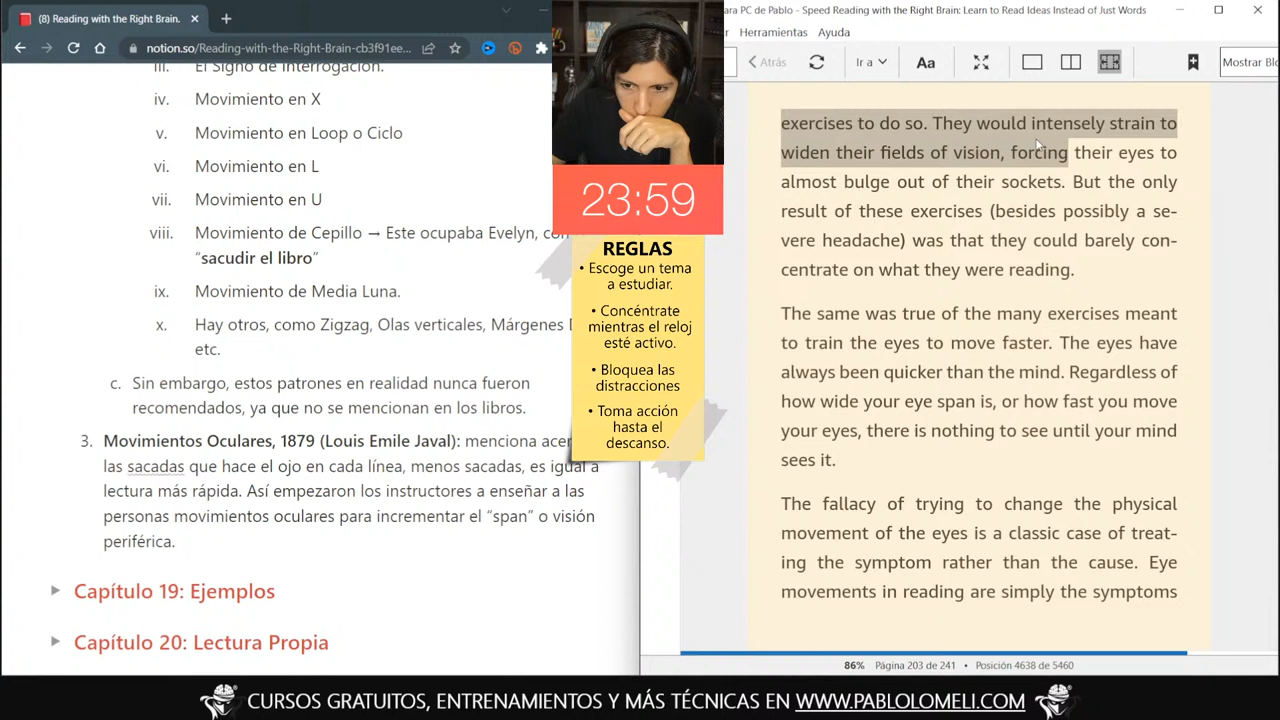 (8) Reading with the Right Brain.
notion.so/Reading-with-the-Right-Brain-cb3f91ee...
iii. El Signo de Interrogación.
iv. Movimiento en X
v. Movimiento en Loop o Ciclo
vi. Movimiento en L
vii. Movimiento en U
viii. Movimiento de Cepillo → Este ocupaba Evelyn, con
“sacudir el libro”
ix. Movimiento de Media Luna.
x. Hay otros, como Zigzag, Olas verticales, Márgenes
etc.
c. Sin embargo, estos patrones en realidad nunca fueron
recomendados, ya que no se mencionan en los libros.
3. Movimientos Oculares, 1879 (Louis Emile Javal): menciona
las sacadas que hace el ojo en cada línea, menos sacadas, es igual a
lectura más rápida. Así empezaron los instructores a enseñar a las
personas movimientos oculares para incrementar el “span” o visión
periférica.
Capítulo 19: Ejemplos
Capítulo 20: Lectura Propia
23:59
REGLAS
• Escoge un tema
a estudiar.
• Concéntrate
mientras el reloj
esté activo.
• Bloquea las
distracciones
• Toma acción
hasta el
descanso.
para PC de Pablo - Speed Reading with the Right Brain: Learn to Read Ideas Instead of Just Words
Herramientas Ayuda
Atrás Ir a Aa Mostrar
exercises to do so. They would intensely strain to
widen their fields of vision, forcing their eyes to
almost bulge out of their sockets. But the only
result of these exercises (besides possibly a se-
vere headache) was that they could barely con-
centrate on what they were reading.
The same was true of the many exercises meant
to train the eyes to move faster. The eyes have
always been quicker than the mind. Regardless of
how wide your eye span is, or how fast you move
your eyes, there is nothing to see until your mind
sees it.
The fallacy of trying to change the physical
movement of the eyes is a classic case of treat-
ing the symptom rather than the cause. Eye
movements in reading are simply the symptoms
86% Página 203 de 241 • Posición 4638 de 5460
CURSOS GRATUITOS, ENTRENAMIENTOS Y MÁS TÉCNICAS EN WWW.PABLOLOMELI.COM